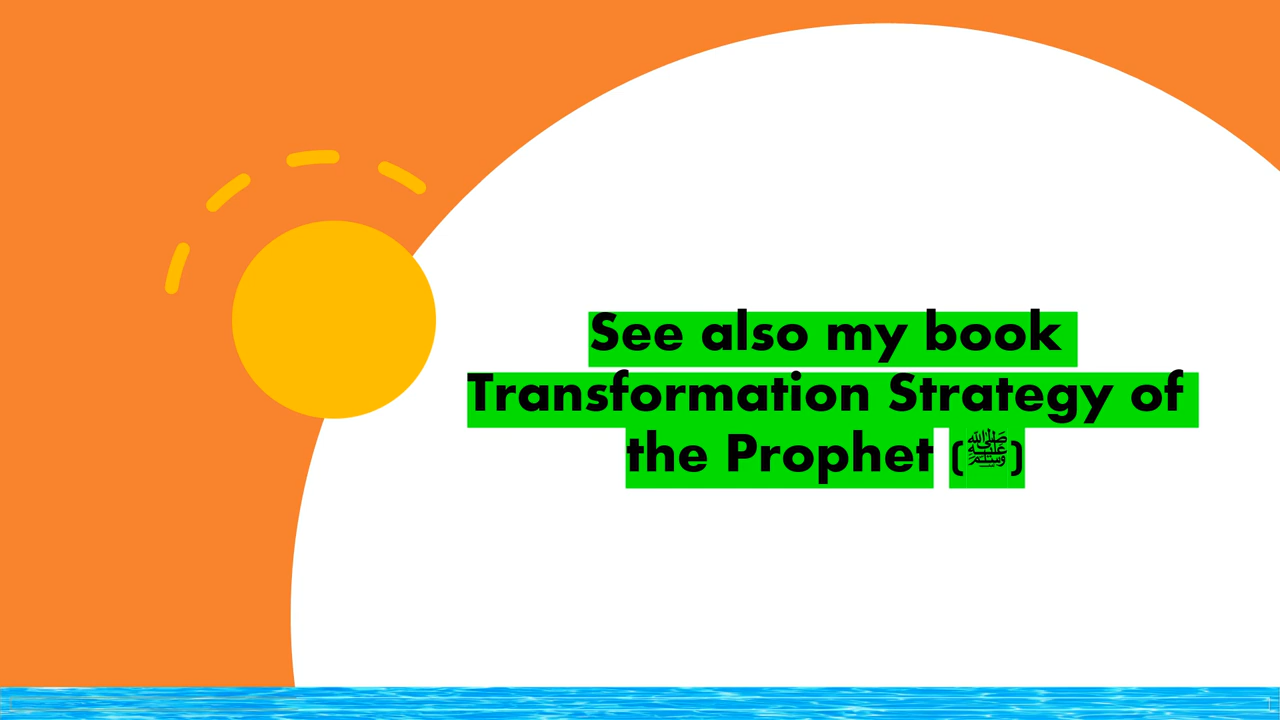 See also my book
Transformation Strategy of
the Prophet (ﷺ)